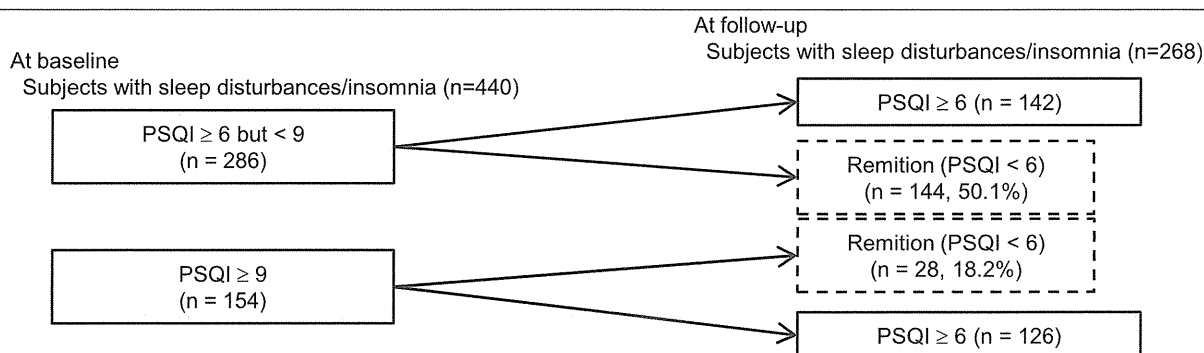 At baseline
Subjects with sleep disturbances/insomnia (n=440)
PSQI ≥ 6 but < 9
(n = 286)
PSQI ≥ 9
(n = 154)
At follow-up
Subjects with sleep disturbances/insomnia (n=268)
PSQI ≥ 6 (n = 142)
Remition (PSQI < 6)
(n = 144, 50.1%)
Remition (PSQI < 6)
(n = 28, 18.2%)
PSQI ≥ 6 (n = 126)